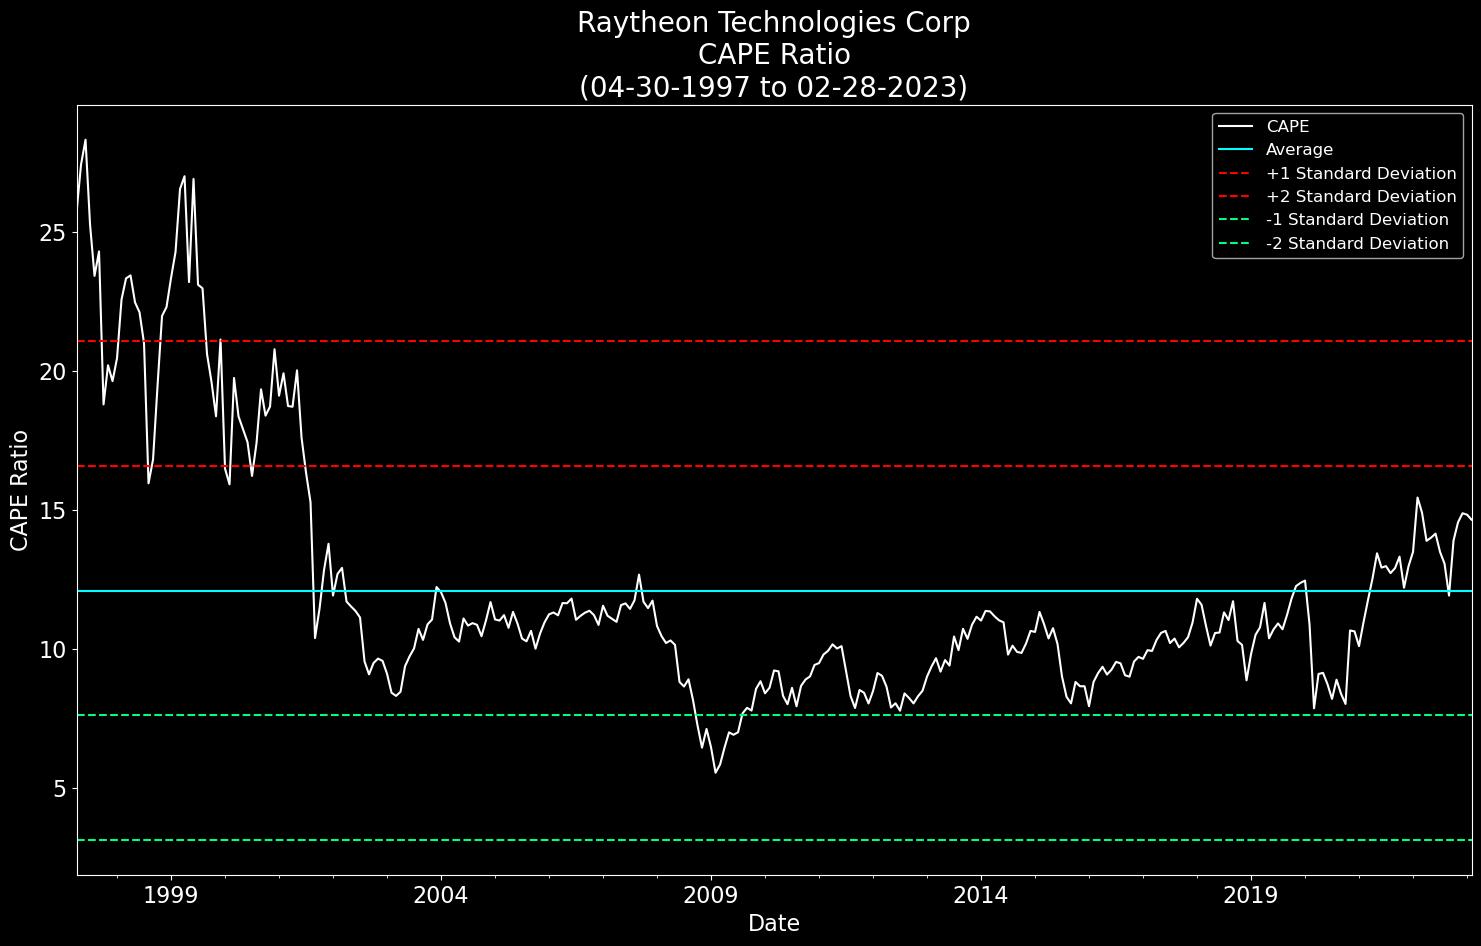 Raytheon Technologies Corp
CAPE Ratio
(04-30-1997 to 02-28-2023)
CAPE
Average
+1 Standard Deviation
+2 Standard Deviation
-1 Standard Deviation
-2 Standard Deviation
CAPE Ratio
25
20
15
10
5
1999
2004
2009
2014
2019
Date